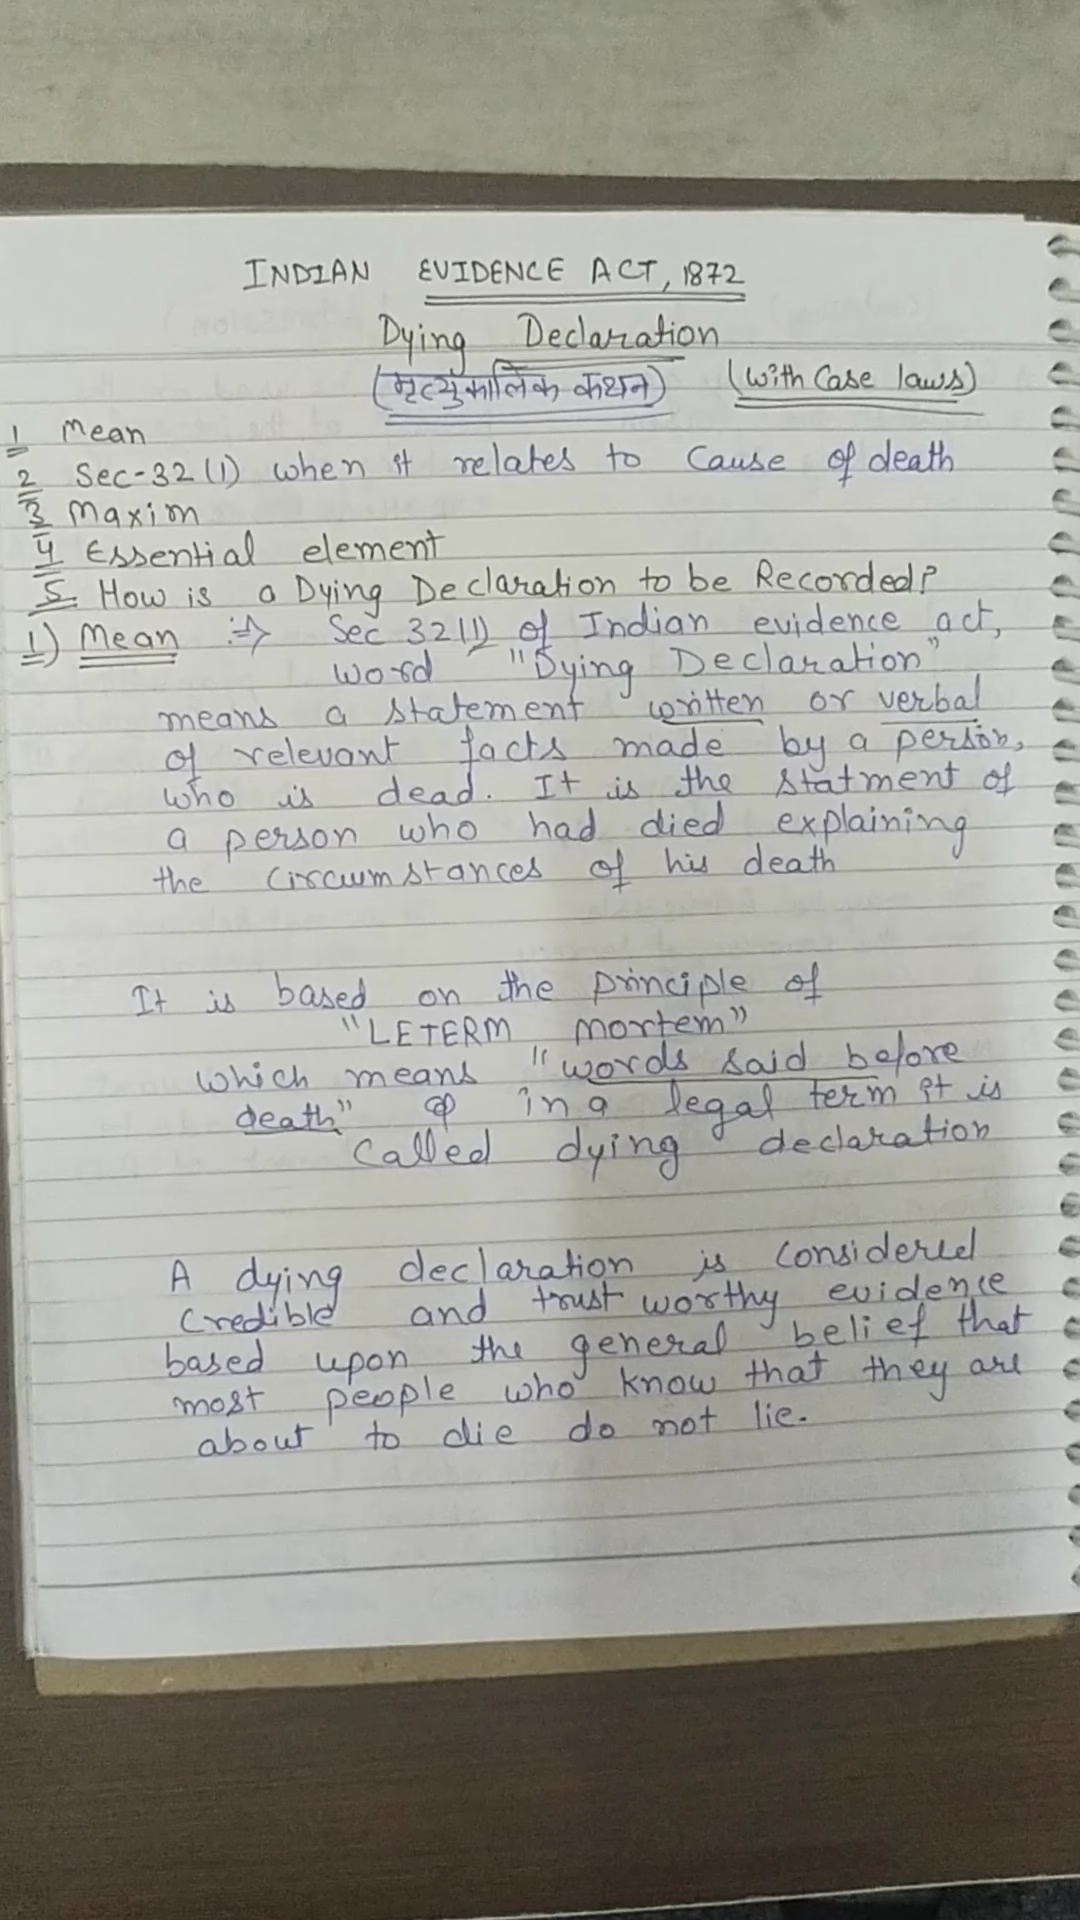 INDIAN EVIDENCE ACT, 1872
Dying Declaration
(मृत्युकालिक कथन) (with Case laws)
1 Mean
2 Sec-32 (1) when it relates to Cause of death
3 Maxim
4 Essential element
5. How is a Dying Declaration to be Recorded?
1) Mean :⇒ Sec 32(1) of Indian evidence act,
word "Dying Declaration"
means a statement written or verbal
of relevant facts made by a person,
who is dead. It is the statment of
a person who had died explaining
the circumstances of his death
It is based on the principle of
"LETERM mortem"
which means "words said before
death" in a legal term it is
Called dying declaration
A dying declaration is considered
credible and trust worthy evidence
based upon the general belief that
most people who know that they are
about to die do not lie.